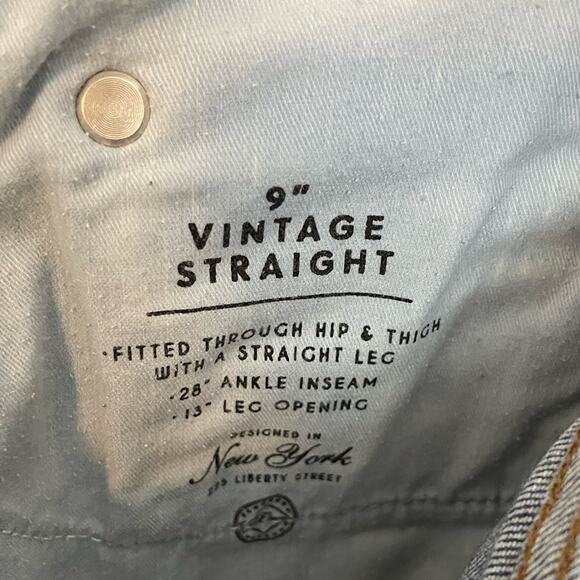 9"
VINTAGE
STRAIGHT
·FITTED THROUGH HIP & THIGH
WITH A STRAIGHT LEG
·28" ANKLE INSEAM
·13" LEG OPENING
DESIGNED IN
New York
225 LIBERTY STREET